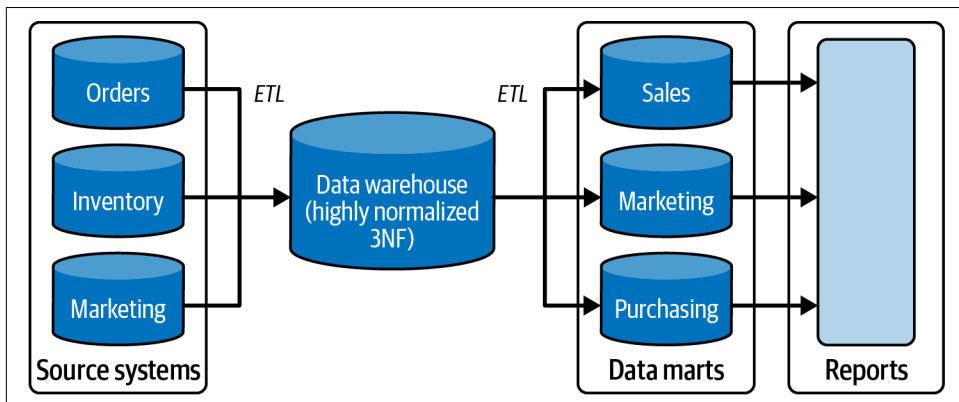 Orders
Inventory
Marketing
Source systems
ETL
Data warehouse
(highly normalized
3NF)
ETL
Sales
Marketing
Purchasing
Data marts
Reports